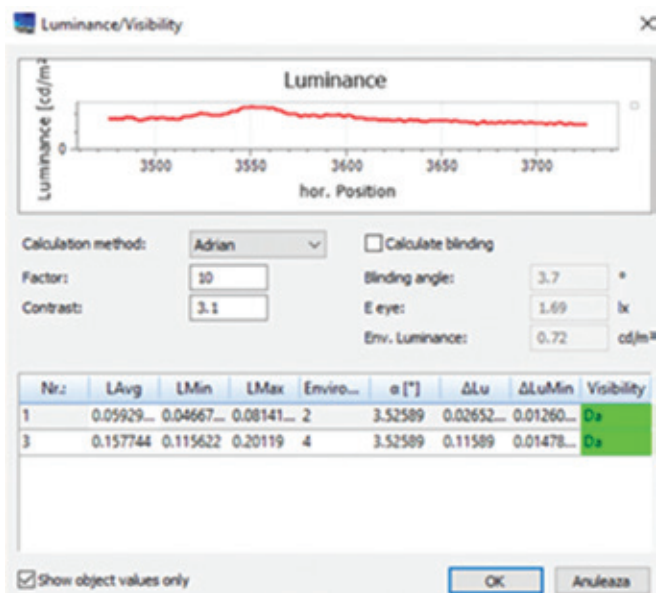 Luminance/Visibility
Luminance
Luminance [cd/m²
0
3500 3550 3600 3650 3700
hor. Position
Calculation method: Adrian Calculate blinding
Factor: 10 Blinding angle: 3.7 °
Contrast: 3.1 E eye: 1.69 lx
Env. Luminance: 0.72 cd/m²
Nr.: LAvg LMin LMax Enviro... α [°] ΔLu ΔLuMin Visibility
1 0.05929... 0.04667... 0.08141... 2 3.52589 0.02652... 0.01260... Da
3 0.157744 0.115622 0.20119 4 3.52589 0.11589 0.01478... Da
Show object values only OK Anuleaza